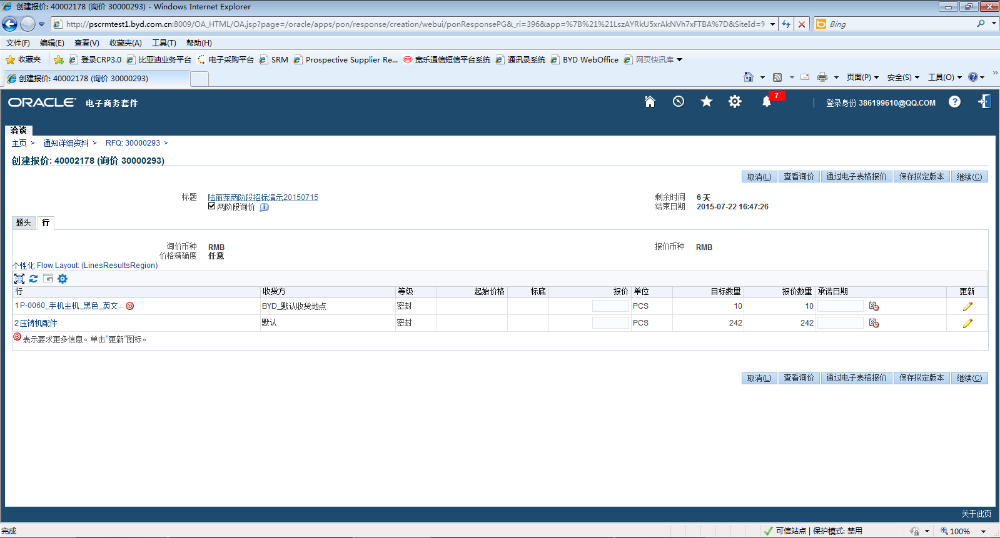 创建报价: 40002178 (询价 30000293) - Windows Internet Explorer
http://pscrmtest1.byd.com.cn:8009/OA_HTML/OA.jsp?page=/oracle/apps/pon/response/creation/webui/ponResponsePG&_ri=396&app=%7B%21%21LszAYRkU5xrAkNVh7xFTBA%7D&SiteId=9
Bing
文件(F) 编辑(E) 查看(V) 收藏夹(A) 工具(T) 帮助(H)
收藏夹 登录CRP3.0 比亚迪业务平台 电子采购平台 SRM Prospective Supplier Re... 宽乐通信短信平台系统 通讯录系统 BYD WebOffice 网页快讯库
创建报价: 40002178 (询价 30000293) 页面(P) 安全(S) 工具(O) »
ORACLE 电子商务套件 7 | 登录身份 386199610@QQ.COM
洽谈
主页 > 通知详细资料 > RFQ: 30000293 >
创建报价: 40002178 (询价 30000293)
取消(L) 查看询价 通过电子表格报价 保存拟定版本 继续(C)
标题 陆丽萍两阶段招标演示20150715 剩余时间 6 天
两阶段询价 结束日期 2015-07-22 16:47:26
题头 行
询价币种 RMB 报价币种 RMB
价格精确度 任意
个性化 Flow Layout: (LinesResultsRegion)
行 收货方 等级 起始价格 标底 报价 单位 目标数量 报价数量 承诺日期 更新
1 P-0060_手机主机_黑色_英文... BYD_默认收货地点 密封 PCS 10 10
2 压铸机配件 默认 密封 PCS 242 242
表示要求更多信息。单击"更新"图标。
取消(L) 查看询价 通过电子表格报价 保存拟定版本 继续(C)
关于此页
完成 可信站点 | 保护模式: 禁用 100%